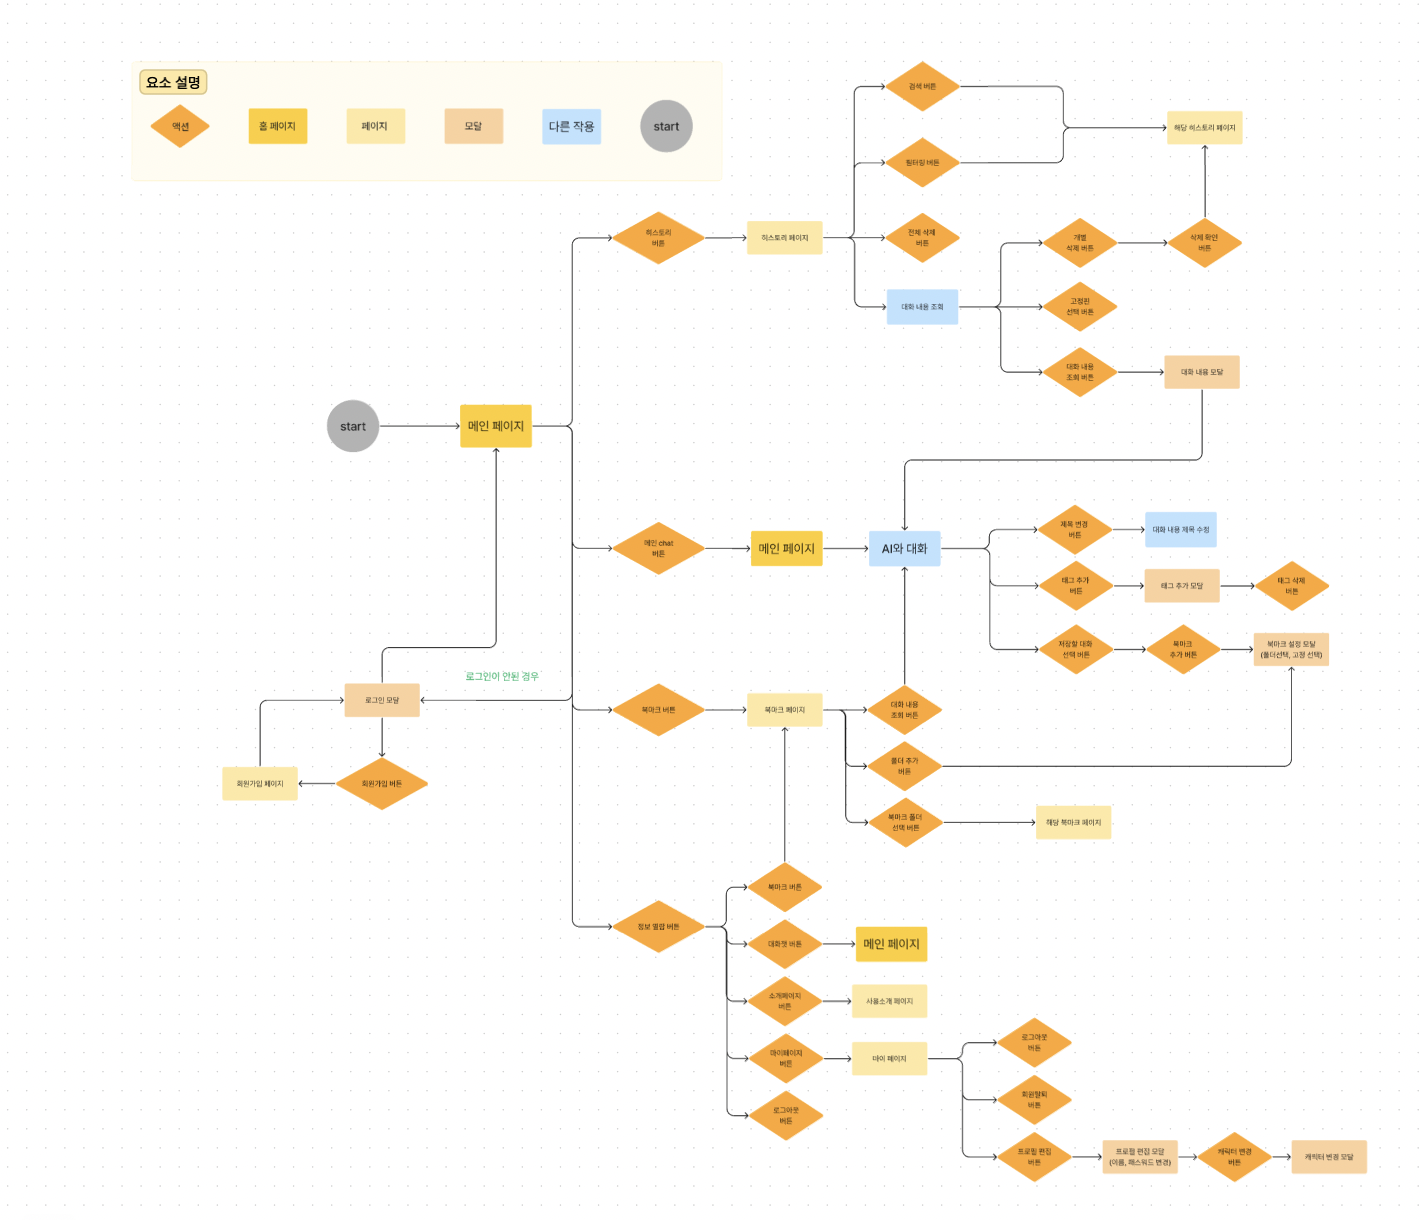 요소 설명
액션
홈 페이지
페이지
모달
다른 작용
start
검색 버튼
해당 히스토리 페이지
필터링 버튼
히스토리
버튼
히스토리 페이지
전체 삭제
버튼
개별
삭제 버튼
삭제 확인
버튼
대화 내용 조회
고정핀
선택 버튼
대화 내용
조회 버튼
대화 내용 모달
start
메인 페이지
메인 chat
버튼
메인 페이지
AI와 대화
제목 변경
버튼
대화 내용 제목 수정
태그 추가
버튼
태그 추가 모달
태그 삭제
버튼
저장할 대화
선택 버튼
북마크
추가 버튼
북마크 설정 모달
(폴더선택, 고정 선택)
로그인이 안된 경우
로그인 모달
북마크 버튼
북마크 페이지
대화 내용
조회 버튼
폴더 추가
버튼
회원가입 페이지
회원가입 버튼
북마크 폴더
선택 버튼
해당 북마크 페이지
북마크 버튼
정보 열람 버튼
대화챗 버튼
메인 페이지
소개페이지
버튼
사용소개 페이지
마이페이지
버튼
마이 페이지
로그아웃
버튼
회원탈퇴
버튼
로그아웃
버튼
프로필 편집
버튼
프로필 편집 모달
(이름, 패스워드 변경)
캐릭터 변경
버튼
캐릭터 변경 모달